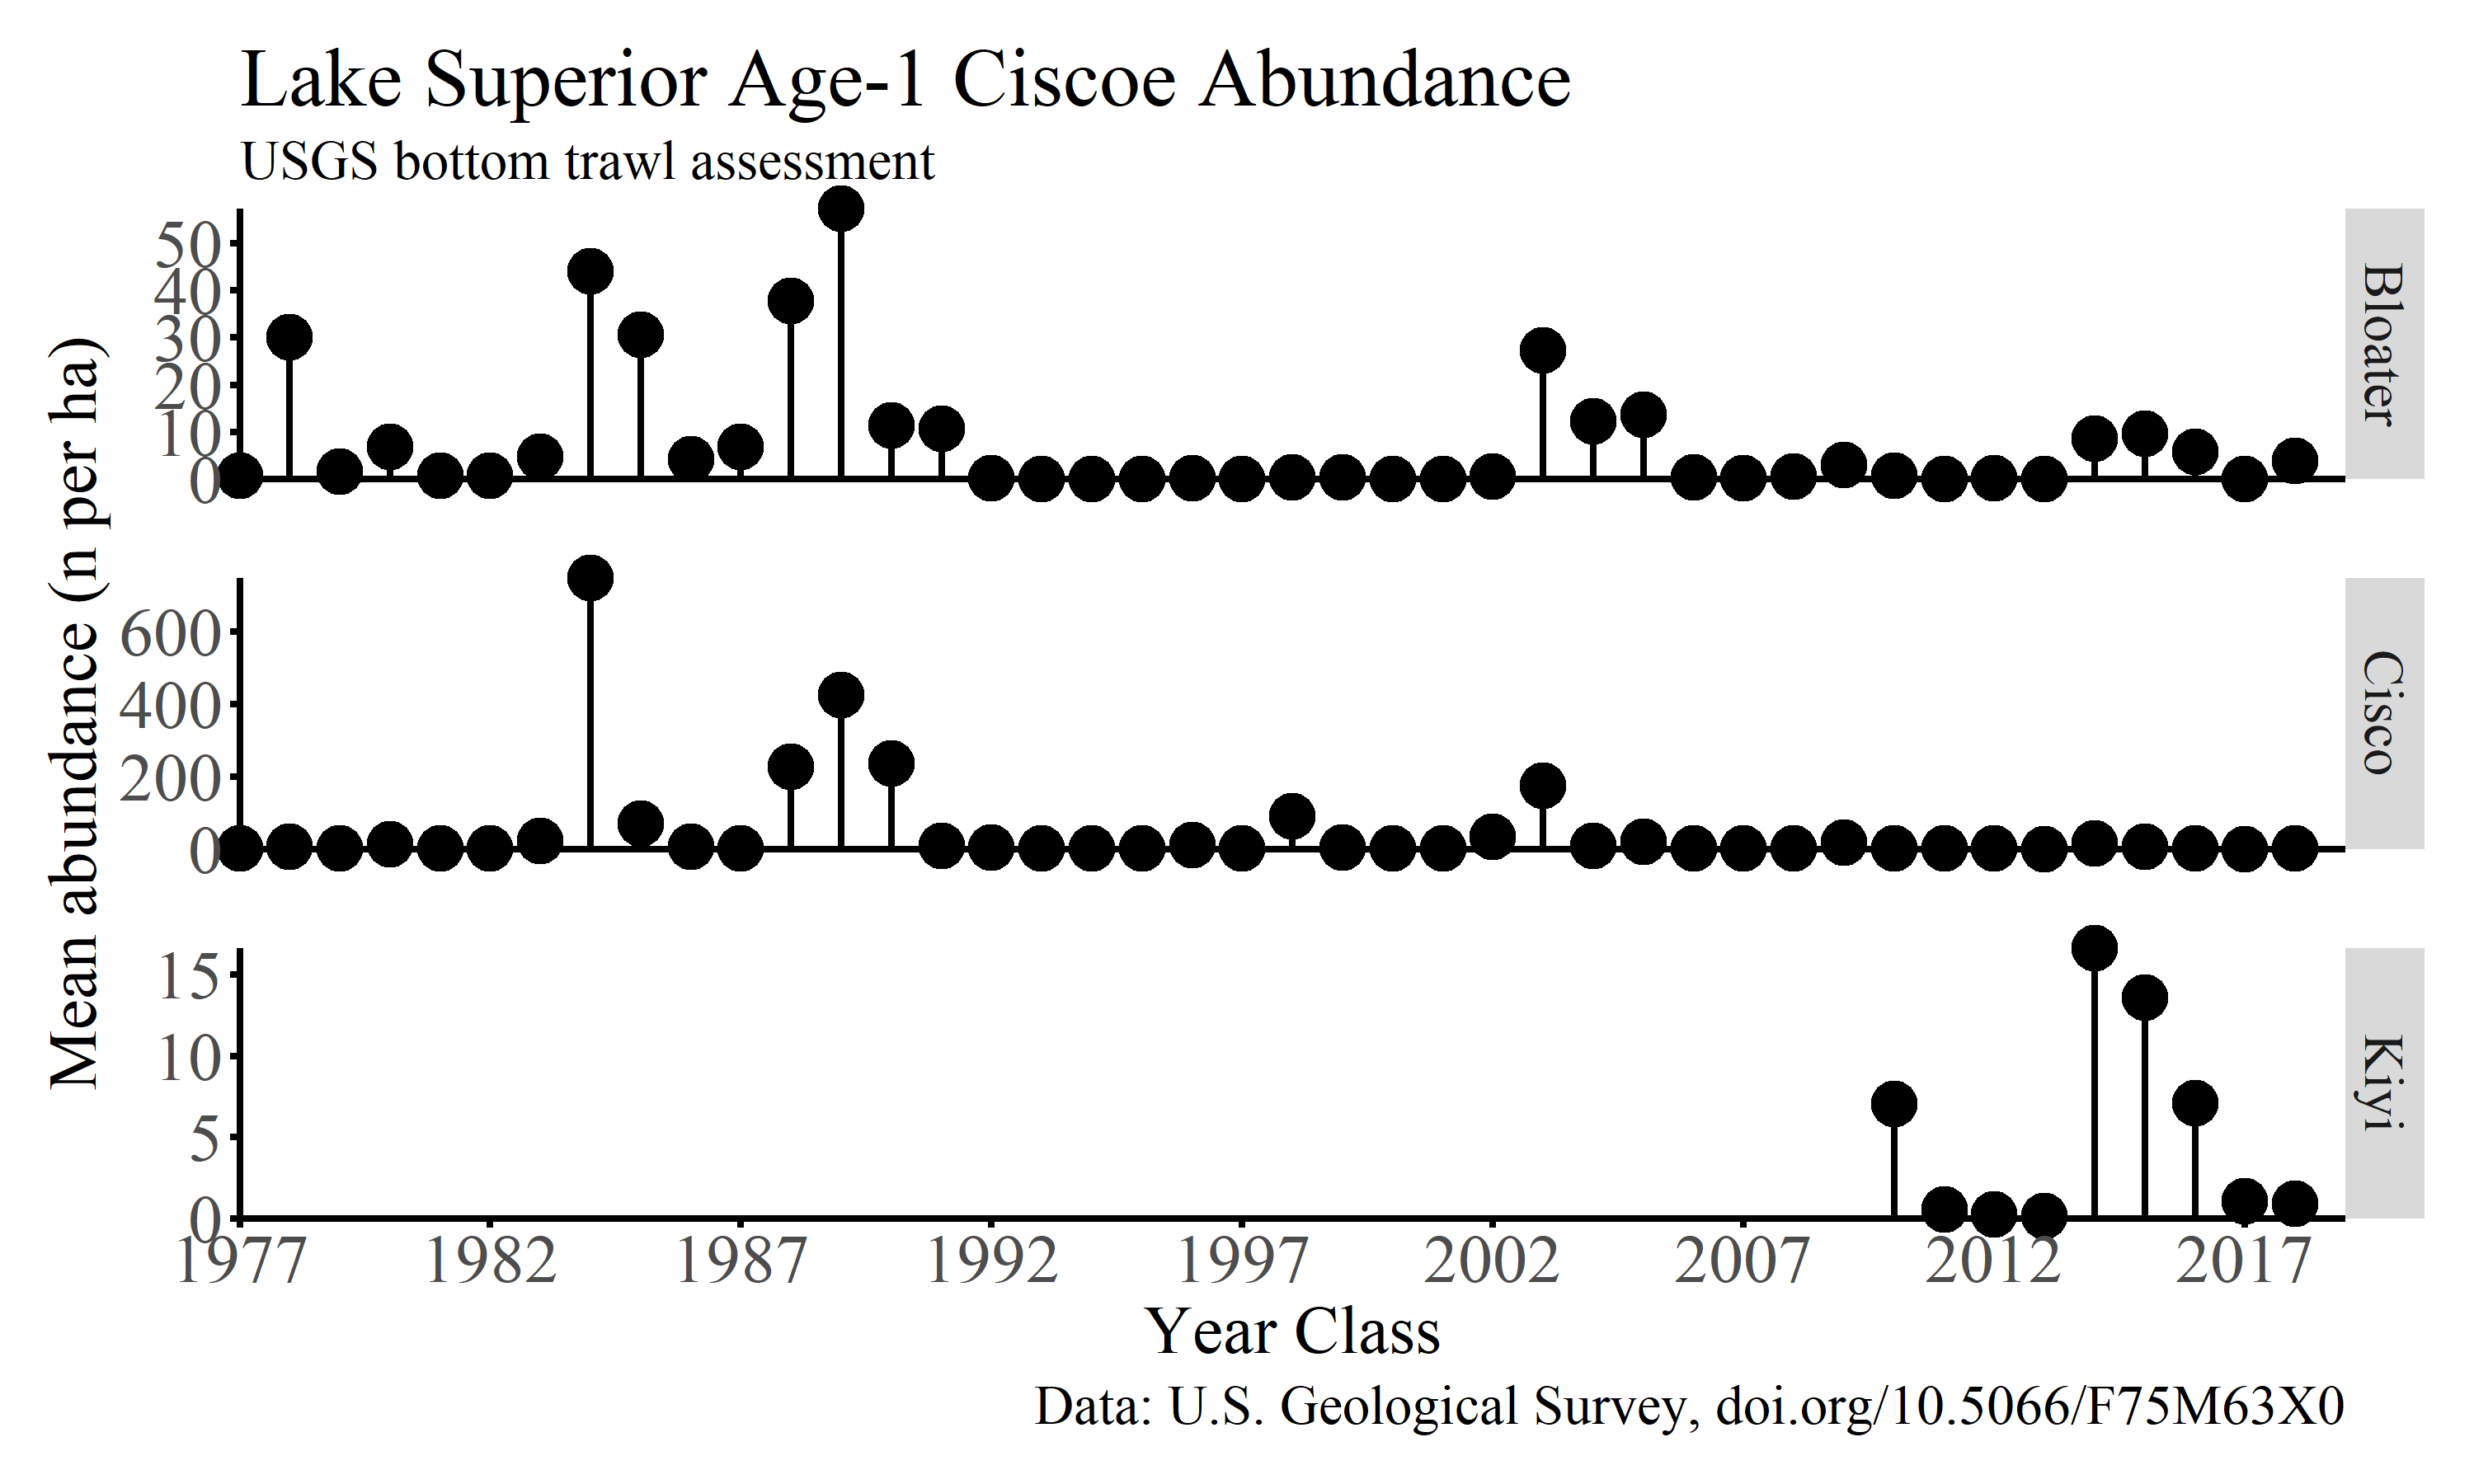 Lake Superior Age-1 Ciscoe Abundance
USGS bottom trawl assessment
Mean abundance (n per ha)
50
40
30
20
10
0
Bloater
600
400
200
0
Cisco
15
10
5
0
Kiyi
1977 1982 1987 1992 1997 2002 2007 2012 2017
Year Class
Data: U.S. Geological Survey, doi.org/10.5066/F75M63X0